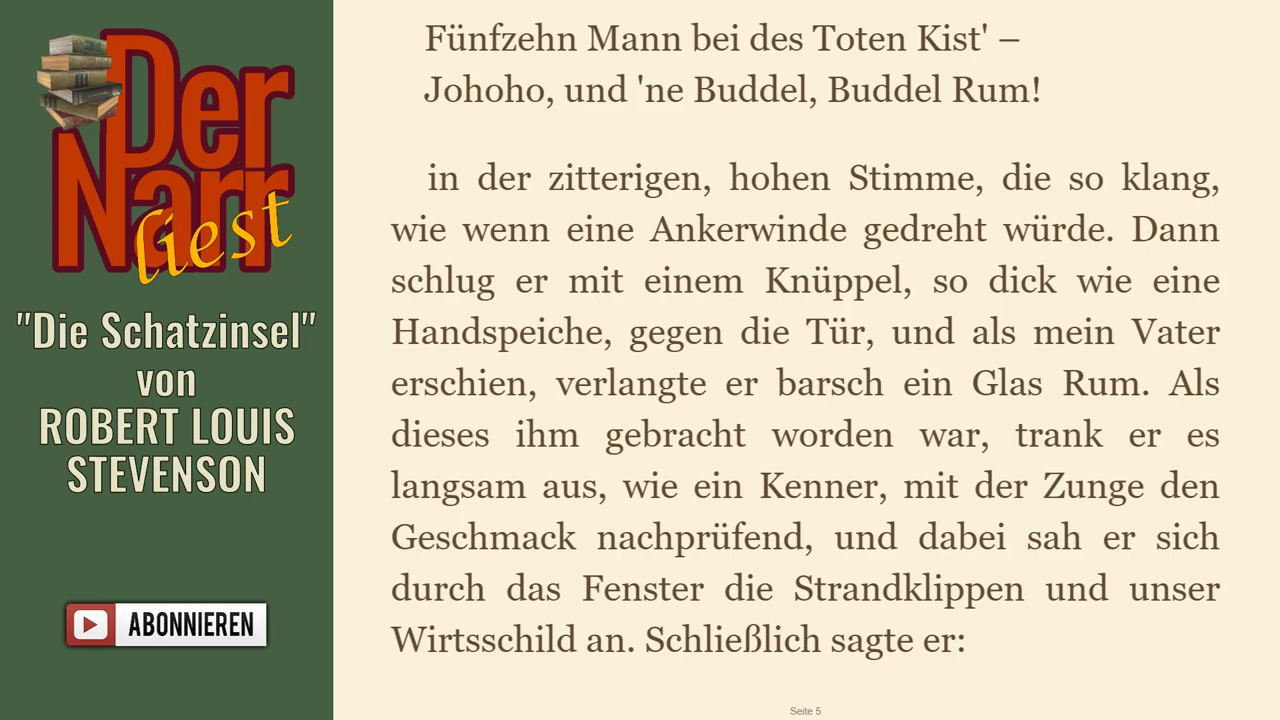 Der
Narr
liest
"Die Schatzinsel"
von
ROBERT LOUIS
STEVENSON
ABONNIEREN
Fünfzehn Mann bei des Toten Kist' –
Johoho, und 'ne Buddel, Buddel Rum!
in der zitterigen, hohen Stimme, die so klang,
wie wenn eine Ankerwinde gedreht würde. Dann
schlug er mit einem Knüppel, so dick wie eine
Handspeiche, gegen die Tür, und als mein Vater
erschien, verlangte er barsch ein Glas Rum. Als
dieses ihm gebracht worden war, trank er es
langsam aus, wie ein Kenner, mit der Zunge den
Geschmack nachprüfend, und dabei sah er sich
durch das Fenster die Strandklippen und unser
Wirtsschild an. Schließlich sagte er:
Seite 5